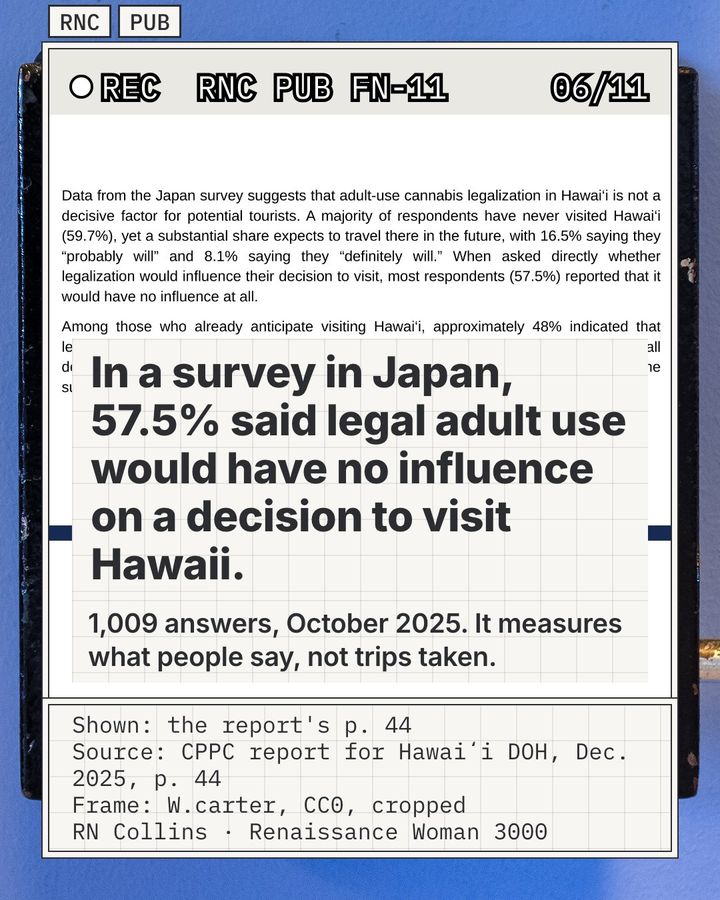 RNC PUB
REC RNC PUB FN-11 06/11
Data from the Japan survey suggests that adult-use cannabis legalization in Hawaiʻi is not a
decisive factor for potential tourists. A majority of respondents have never visited Hawaiʻi
(59.7%), yet a substantial share expects to travel there in the future, with 16.5% saying they
“probably will” and 8.1% saying they “definitely will.” When asked directly whether
legalization would influence their decision to visit, most respondents (57.5%) reported that it
would have no influence at all.
Among those who already anticipate visiting Hawaiʻi, approximately 48% indicated that
In a survey in Japan,
57.5% said legal adult use
would have no influence
on a decision to visit
Hawaii.
1,009 answers, October 2025. It measures
what people say, not trips taken.
Shown: the report's p. 44
Source: CPPC report for Hawaiʻi DOH, Dec.
2025, p. 44
Frame: W.carter, CC0, cropped
RN Collins · Renaissance Woman 3000